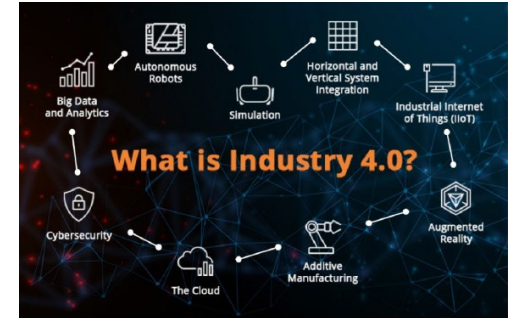 Autonomous
Robots
Horizontal and
Vertical System
Integration
Big Data
and Analytics
Simulation
Industrial Internet
of Things (IIoT)
What is Industry 4.0?
Cybersecurity
Augmented
Reality
The Cloud
Additive
Manufacturing